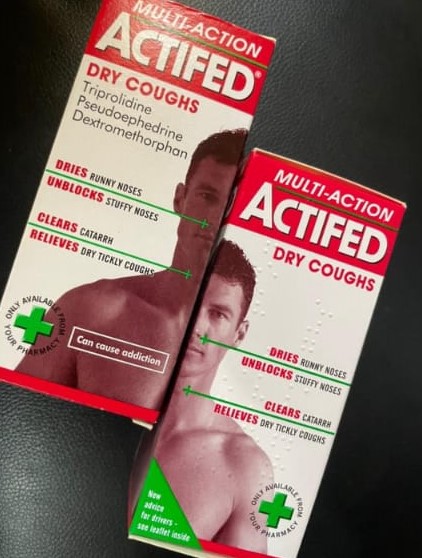 MULTI-ACTION
ACTIFED®
DRY COUGHS
Triprolidine
Pseudoephedrine
Dextromethorphan
DRIES RUNNY NOSES
UNBLOCKS STUFFY NOSES
CLEARS CATARRH
RELIEVES DRY TICKLY COUGHS
ONLY AVAILABLE FROM
YOUR PHARMACY
Can cause addiction
MULTI-ACTION
ACTIFED
DRY COUGHS
DRIES RUNNY NOSES
UNBLOCKS STUFFY NOSES
CLEARS CATARRH
RELIEVES DRY TICKLY COUGHS
ONLY AVAILABLE FROM
YOUR PHARMACY
New
advice
for drivers -
see leaflet inside